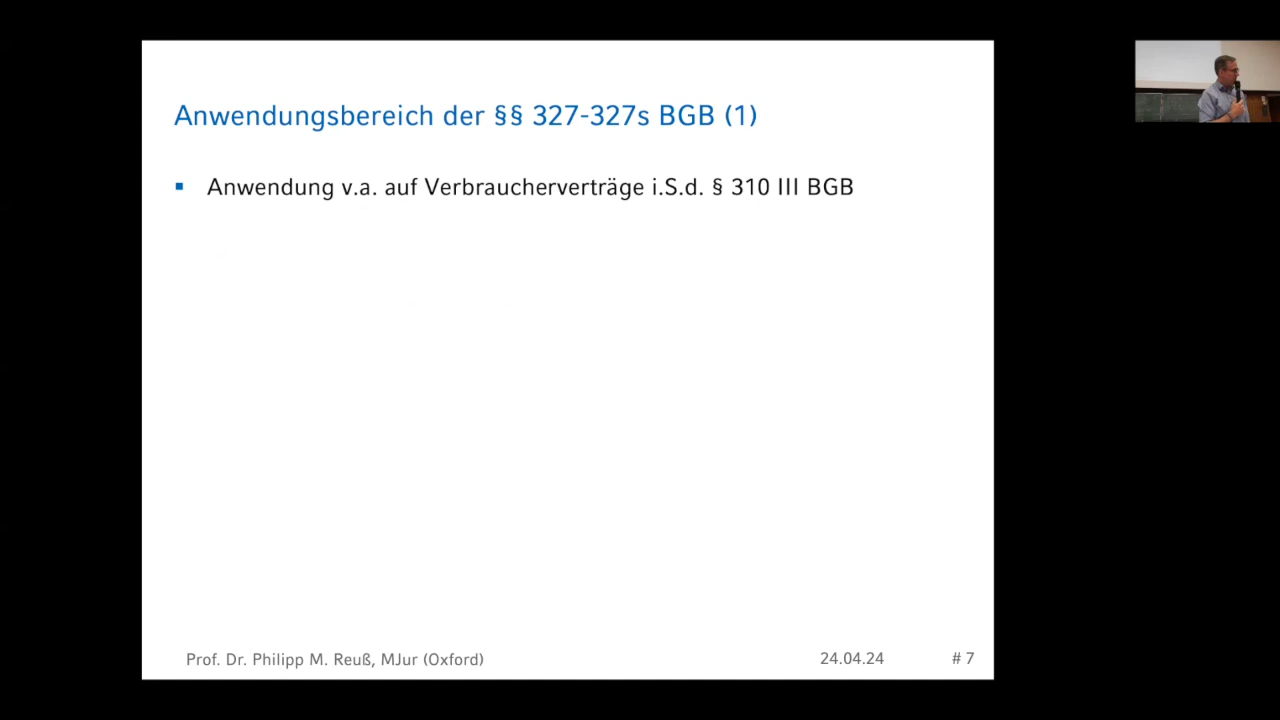 Anwendungsbereich der §§ 327-327s BGB (1)
▪ Anwendung v.a. auf Verbraucherverträge i.S.d. § 310 III BGB
Prof. Dr. Philipp M. Reuß, MJur (Oxford) 24.04.24 # 7